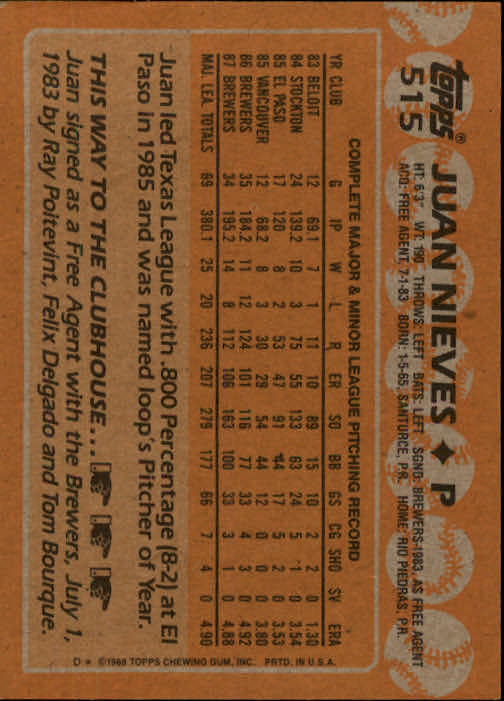 topps®
515
JUAN NIEVES ♦ P
HT: 6'3" WT: 190 THROWS: LEFT BATS: LEFT SGND: BREWERS-1983, AS FREE AGENT
ACQ: FREE AGENT, 7-1-83 BORN: 1-5-65, SANTURCE, P.R. HOME: RIO PIEDRAS, P.R.
COMPLETE MAJOR & MINOR LEAGUE PITCHING RECORD
YR CLUB G IP W L R ER SO BB GS CG SHO SV ERA
83 BELOIT 12 69.1 7 1 11 10 89 15 10 2 2 0 1.30
84 STOCKTON 24 139.2 10 3 75 55 133 63 24 5 1 0 3.54
85 EL PASO 17 120 8 2 53 47 91 44 17 5 2 0 3.53
85 VANCOUVER 12 68.2 8 3 30 29 54 44 12 0 0 0 3.80
86 BREWERS 35 184.2 11 12 124 101 116 77 33 4 3 0 4.92
87 BREWERS 34 195.2 14 8 112 106 163 100 33 3 1 0 4.88
MAJ. LEA. TOTALS 69 380.1 25 20 236 207 279 177 66 7 4 0 4.90
Juan led Texas League with .800 Percentage (8-2) at El
Paso in 1985 and was named loop's Pitcher of Year.
THIS WAY TO THE CLUBHOUSE...
Juan signed as a Free Agent with the Brewers, July 1,
1983 by Ray Poitevint, Felix Delgado and Tom Bourque.
D* ©1988 TOPPS CHEWING GUM, INC. PRTD. IN U.S.A.